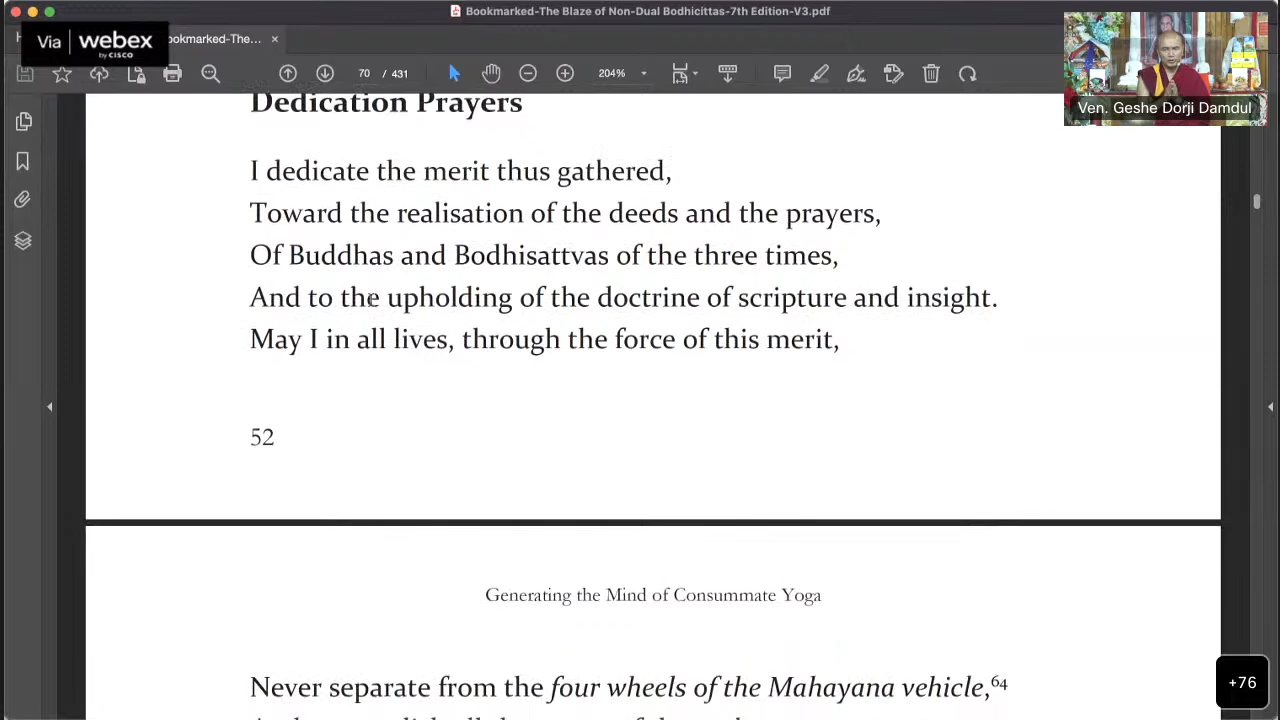 Bookmarked-The Blaze of Non-Dual Bodhicittas-7th Edition-V3.pdf
Via webex
by CISCO
ookmarked-The...
70 / 431
204%
Ven. Geshe Dorji Damdul
Dedication Prayers
I dedicate the merit thus gathered,
Toward the realisation of the deeds and the prayers,
Of Buddhas and Bodhisattvas of the three times,
And to the upholding of the doctrine of scripture and insight.
May I in all lives, through the force of this merit,
52
Generating the Mind of Consummate Yoga
Never separate from the four wheels of the Mahayana vehicle,⁶⁴
+76